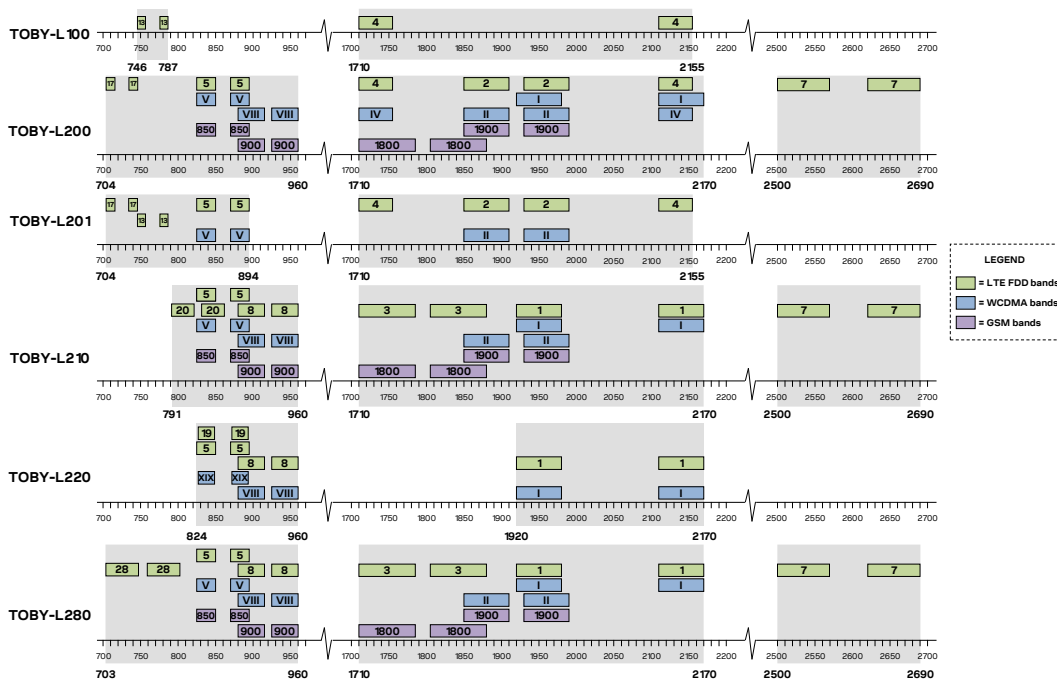 13 13 4 4
TOBY-L100
700 750 800 850 900 950 1700 1750 1800 1850 1900 1950 2000 2050 2100 2150 2200 2500 2550 2600 2650 2700
746 787 1710 2155
17 17 5 5 4 2 2 4 7 7
V V I I
VIII VIII IV II II IV
TOBY-L200
850 850 1900 1900
900 900 1800 1800
700 750 800 850 900 950 1700 1750 1800 1850 1900 1950 2000 2050 2100 2150 2200 2500 2550 2600 2650 2700
704 960 1710 2170 2500 2690
17 17 5 5 4 2 2 4
13 13
TOBY-L201
V V II II
700 750 800 850 900 950 1700 1750 1800 1850 1900 1950 2000 2050 2100 2150 2200 2500 2550 2600 2650 2700
704 894 1710 2155
LEGEND
= LTE FDD bands
= WCDMA bands
= GSM bands
5 5
20 20 8 8 3 3 1 1 7 7
V V I I
VIII VIII II II
TOBY-L210
850 850 1900 1900
900 900 1800 1800
700 750 800 850 900 950 1700 1750 1800 1850 1900 1950 2000 2050 2100 2150 2200 2500 2550 2600 2650 2700
791 960 1710 2170 2500 2690
19 19
5 5
8 8 1 1
TOBY-L220
XIX XIX
VIII VIII I I
700 750 800 850 900 950 1700 1750 1800 1850 1900 1950 2000 2050 2100 2150 2200 2500 2550 2600 2650 2700
824 960 1920 2170
5 5
28 28 8 8 3 3 1 1 7 7
V V I I
VIII VIII II II
TOBY-L280
850 850 1900 1900
900 900 1800 1800
700 750 800 850 900 950 1700 1750 1800 1850 1900 1950 2000 2050 2100 2150 2200 2500 2550 2600 2650 2700
703 960 1710 2170 2500 2690